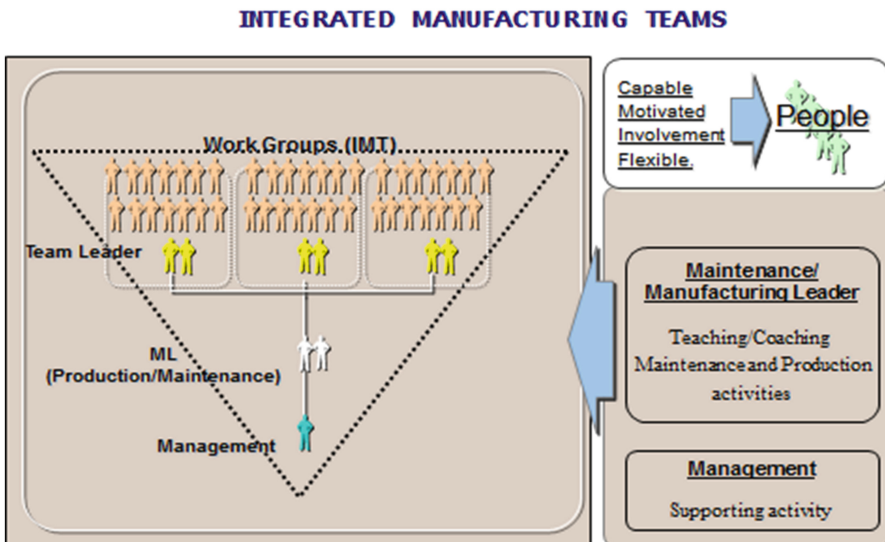 INTEGRATED MANUFACTURING TEAMS
Work Groups (IMT)
Team Leader
ML
(Production/Maintenance)
Management
Capable
Motivated
Involvement
Flexible.
People
Maintenance/
Manufacturing Leader
Teaching/Coaching
Maintenance and Production
activities
Management
Supporting activity